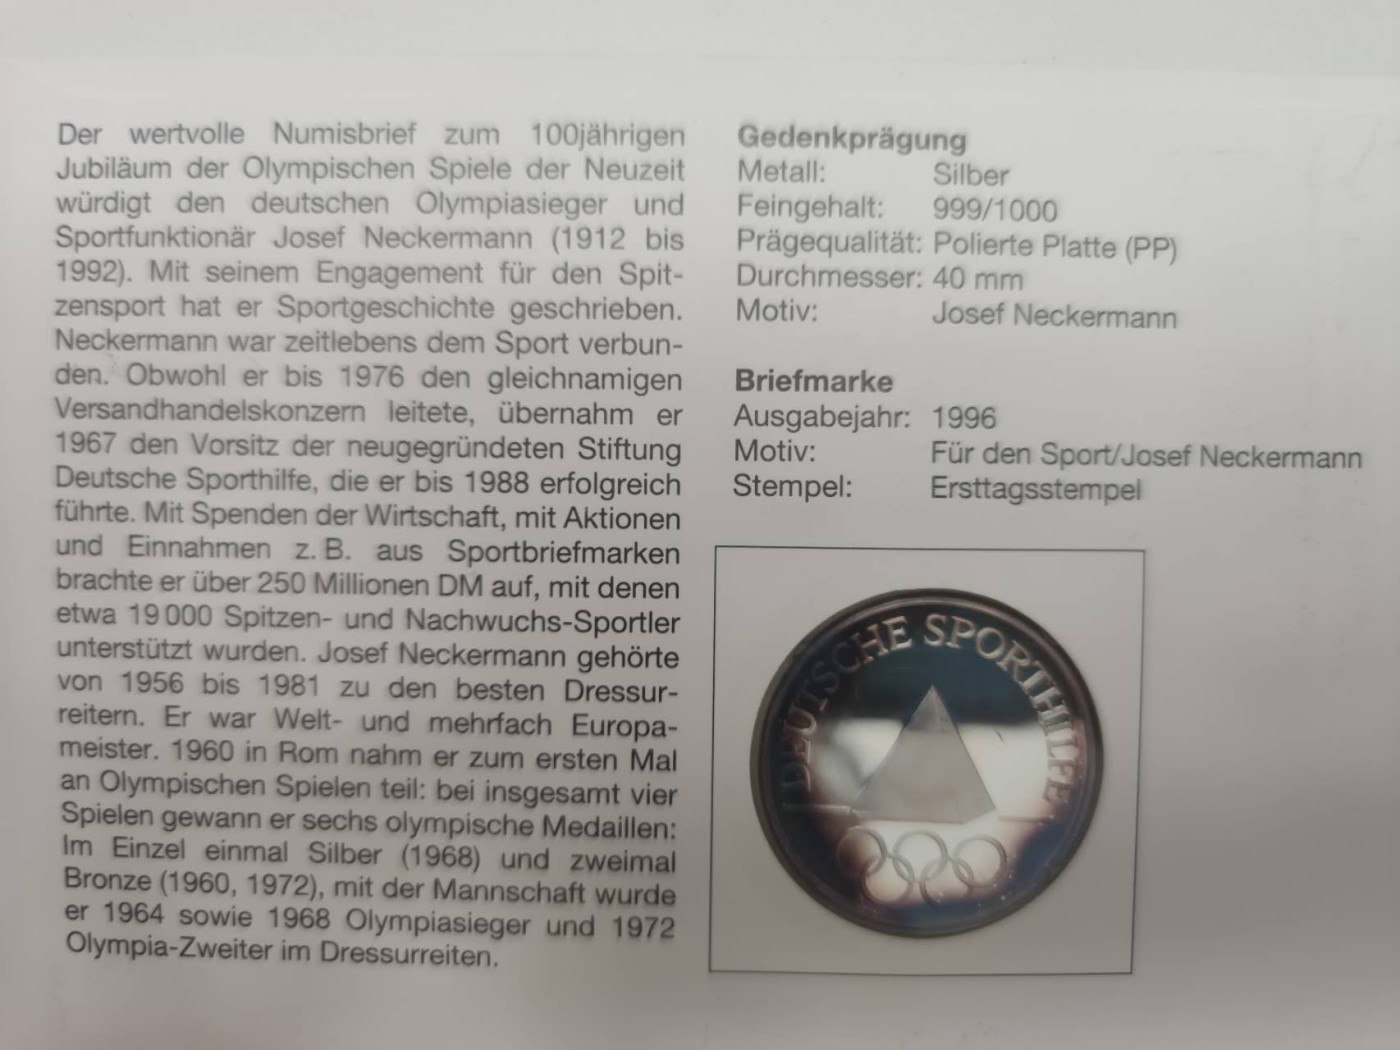 Der wertvolle Numisbrief zum 100jährigen
Jubiläum der Olympischen Spiele der Neuzeit
würdigt den deutschen Olympiasieger und
Sportfunktionär Josef Neckermann (1912 bis
1992). Mit seinem Engagement für den Spit-
zensport hat er Sportgeschichte geschrieben.
Neckermann war zeitlebens dem Sport verbun-
den. Obwohl er bis 1976 den gleichnamigen
Versandhandelskonzern leitete, übernahm er
1967 den Vorsitz der neugegründeten Stiftung
Deutsche Sporthilfe, die er bis 1988 erfolgreich
führte. Mit Spenden der Wirtschaft, mit Aktionen
und Einnahmen z. B. aus Sportbriefmarken
brachte er über 250 Millionen DM auf, mit denen
etwa 19 000 Spitzen- und Nachwuchs-Sportler
unterstützt wurden. Josef Neckermann gehörte
von 1956 bis 1981 zu den besten Dressur-
reitern. Er war Welt- und mehrfach Europa-
meister. 1960 in Rom nahm er zum ersten Mal
an Olympischen Spielen teil: bei insgesamt vier
Spielen gewann er sechs olympische Medaillen:
Im Einzel einmal Silber (1968) und zweimal
Bronze (1960, 1972), mit der Mannschaft wurde
er 1964 sowie 1968 Olympiasieger und 1972
Olympia-Zweiter im Dressurreiten.
Gedenkprägung
Metall: Silber
Feingehalt: 999/1000
Prägequalität: Polierte Platte (PP)
Durchmesser: 40 mm
Motiv: Josef Neckermann
Briefmarke
Ausgabejahr: 1996
Motiv: Für den Sport/Josef Neckermann
Stempel: Ersttagsstempel
DEUTSCHE SPORTHILFE